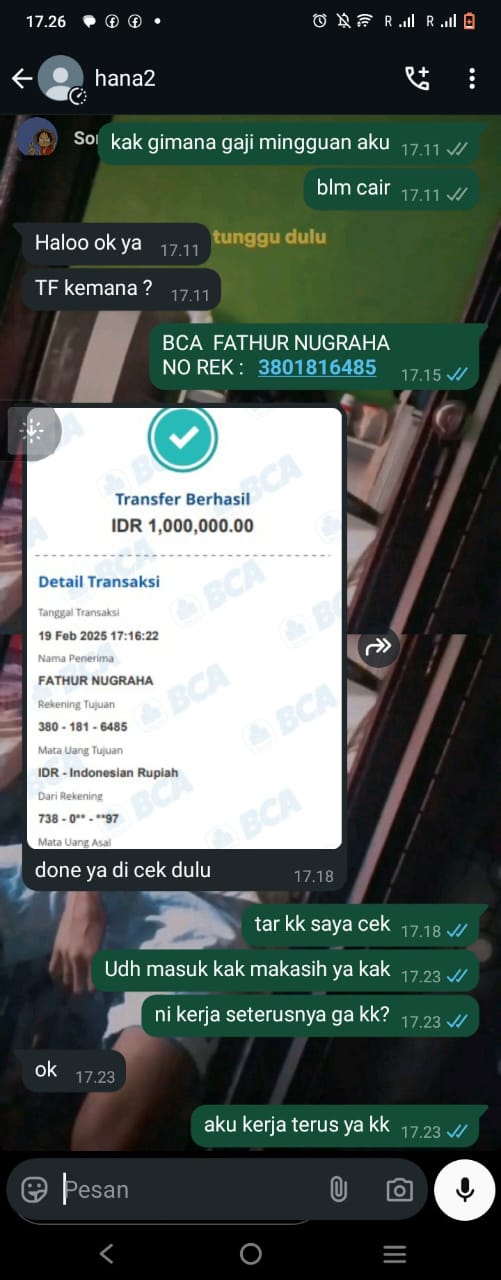 17.26
R R
hana2
kak gimana gaji mingguan aku 17.11
blm cair 17.11
Haloo ok ya 17.11
tunggu dulu
TF kemana ? 17.11
BCA FATHUR NUGRAHA
NO REK : 3801816485 17.15
BCA
Transfer Berhasil
IDR 1,000,000.00
Detail Transaksi
Tanggal Transaksi
19 Feb 2025 17:16:22
Nama Penerima
FATHUR NUGRAHA
Rekening Tujuan
380 - 181 - 6485
Mata Uang Tujuan
IDR - Indonesian Rupiah
Dari Rekening
738 - 0** - **97
Mata Uang Asal
done ya di cek dulu 17.18
tar kk saya cek 17.18
Udh masuk kak makasih ya kak 17.23
ni kerja seterusnya ga kk? 17.23
ok 17.23
aku kerja terus ya kk 17.23
Pesan